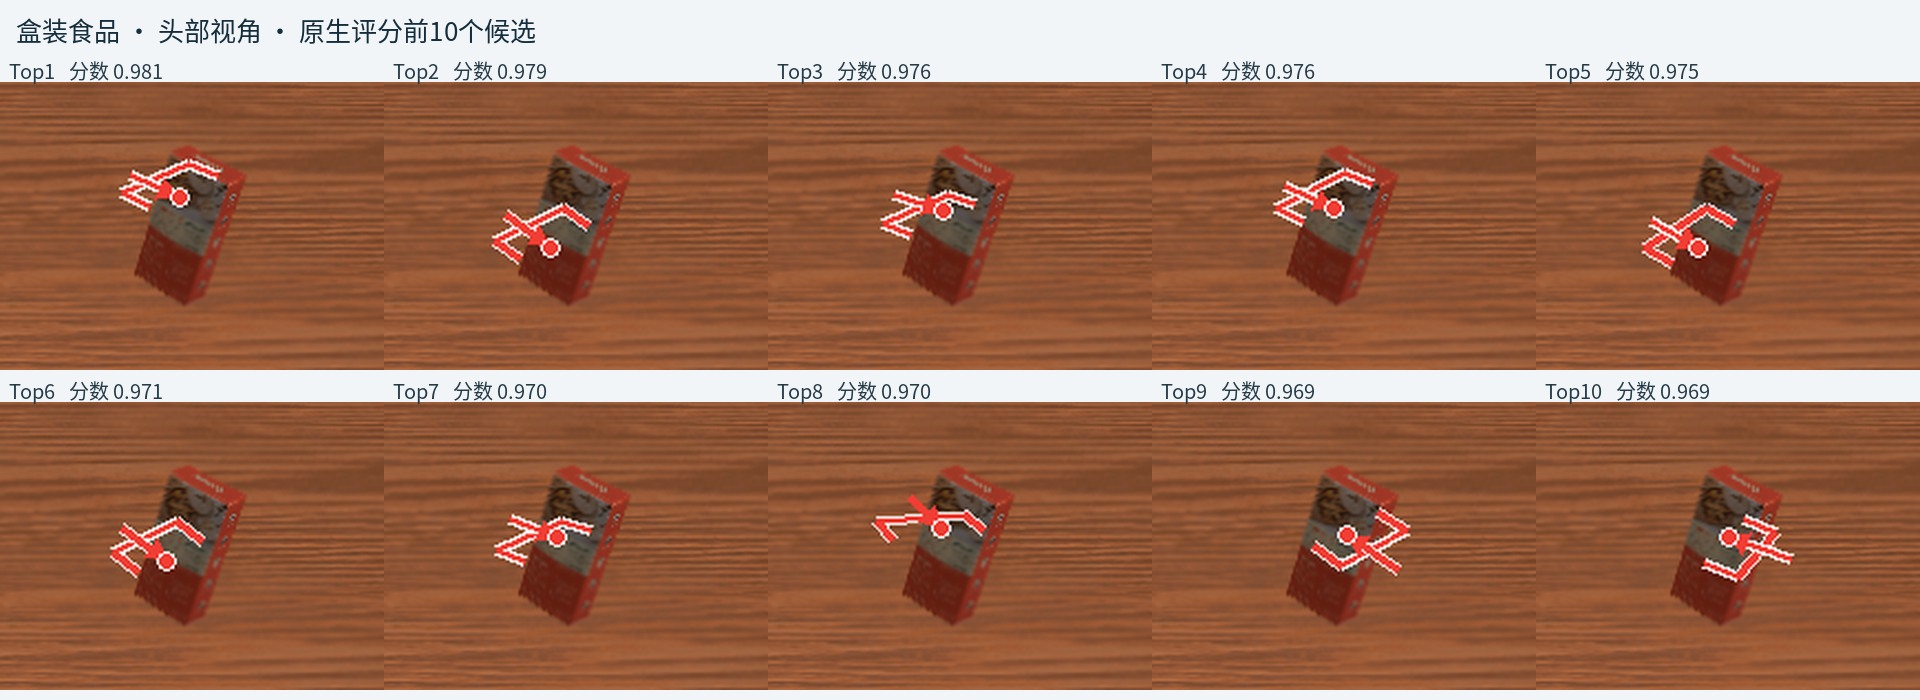 盒装食品 · 头部视角 · 原生评分前10个候选
Top1 分数 0.981
Top2 分数 0.979
Top3 分数 0.976
Top4 分数 0.976
Top5 分数 0.975
Top6 分数 0.971
Top7 分数 0.970
Top8 分数 0.970
Top9 分数 0.969
Top10 分数 0.969